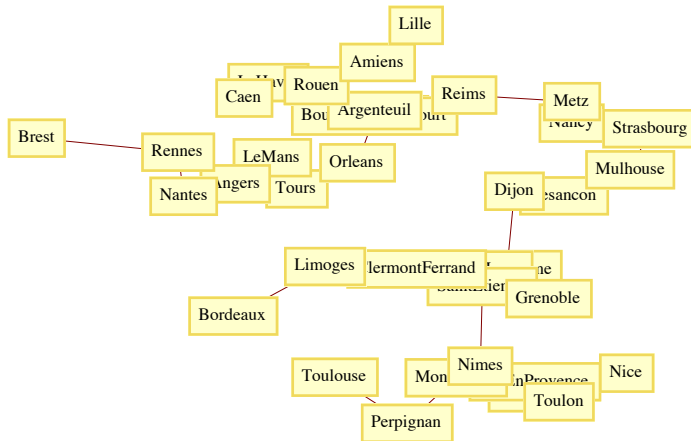 Lille
Amiens
Rouen
Caen
Reims
Metz
Argenteuil
Strasbourg
Brest
Rennes
LeMans
Orleans
Mulhouse
Nantes
Angers
Tours
Dijon
Limoges
ClermontFerrand
Grenoble
Bordeaux
Nimes
Toulouse
Nice
Toulon
Perpignan